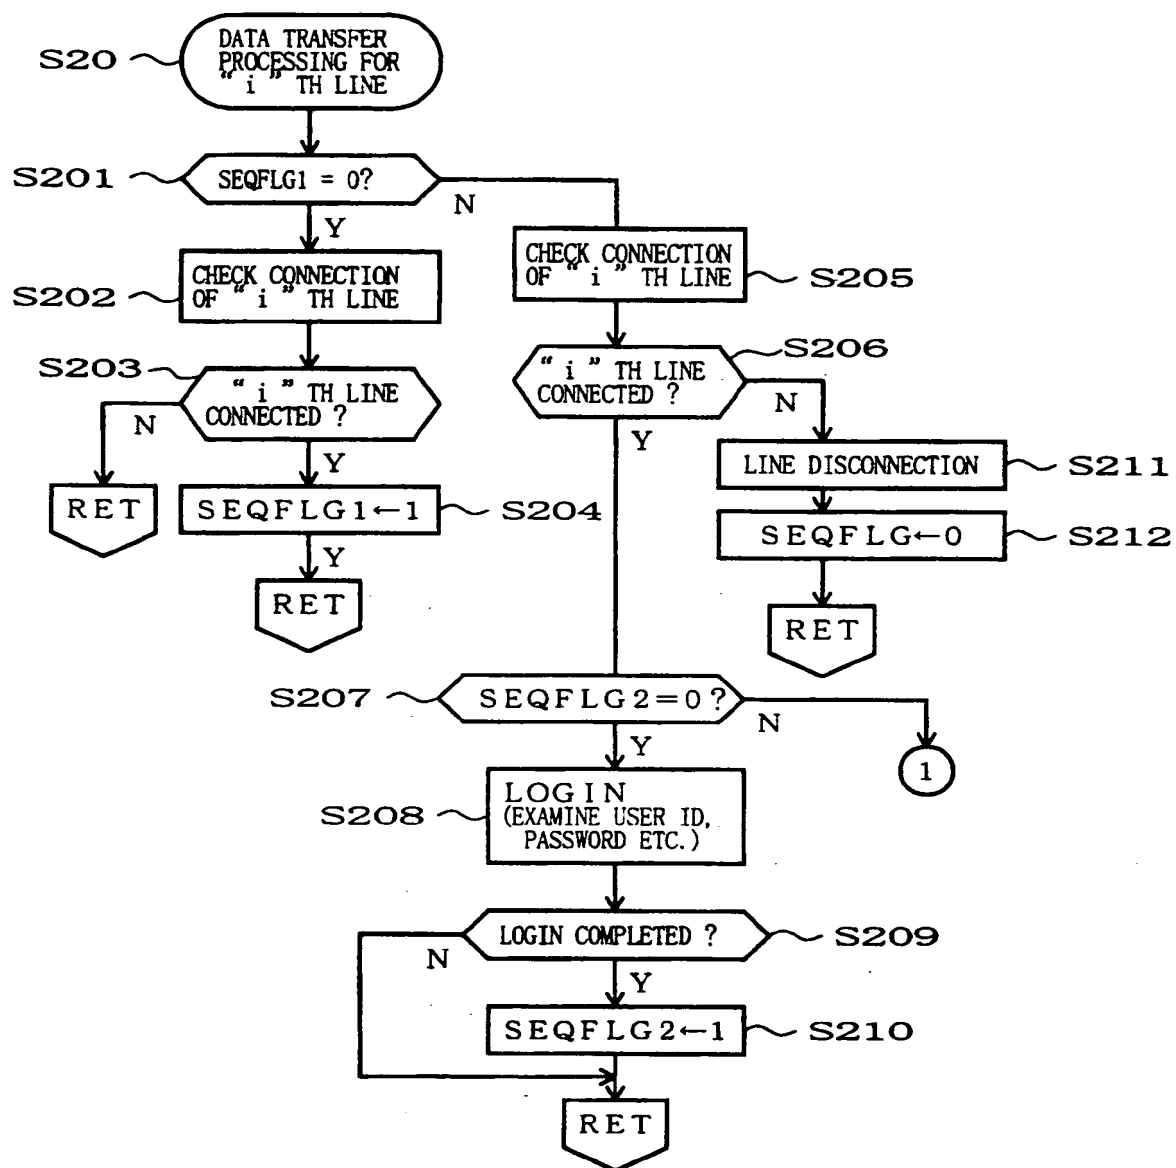 S20
DATA TRANSFER
PROCESSING FOR
“ i ” TH LINE
S201
SEQFLG1 = 0?
N
Y
S202
CHECK CONNECTION
OF “ i ” TH LINE
CHECK CONNECTION
OF “ i ” TH LINE
S205
S203
“ i ” TH LINE
CONNECTED ?
N
Y
“ i ” TH LINE
CONNECTED ?
S206
N
Y
RET
SEQFLG1←1
S204
Y
RET
LINE DISCONNECTION
S211
SEQFLG←0
S212
RET
S207
SEQFLG2=0 ?
N
Y
1
S208
LOGIN
(EXAMINE USER ID,
PASSWORD ETC.)
LOGIN COMPLETED ?
S209
N
Y
SEQFLG2←1
S210
RET